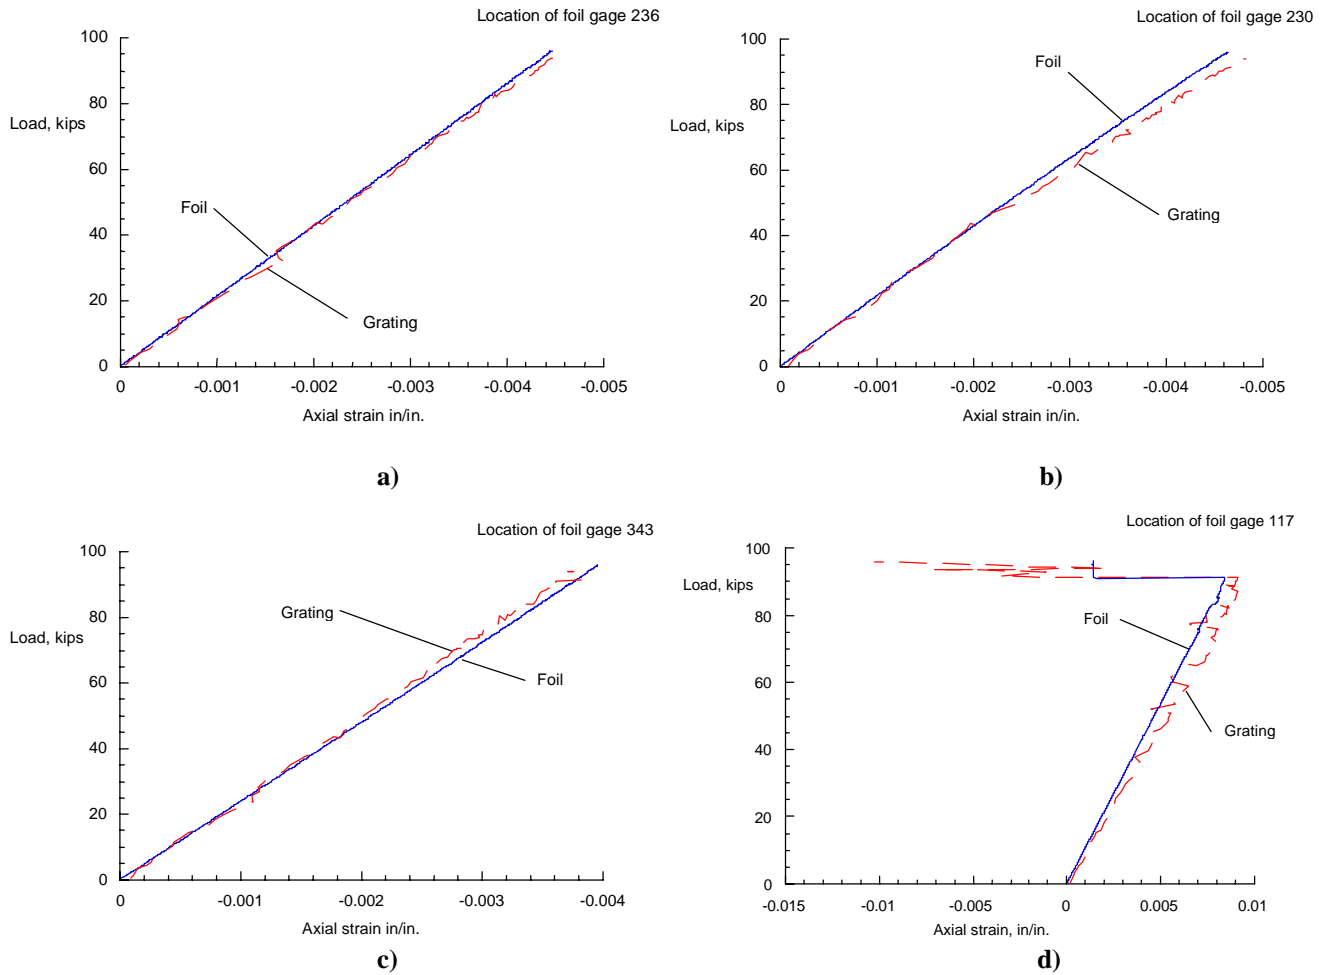 Location of foil gage 236
100
80
60
40
20
0
Load, kips
Foil
Grating
0 -0.001 -0.002 -0.003 -0.004 -0.005
Axial strain in/in.
a)
Location of foil gage 230
100
80
60
40
20
0
Load, kips
Foil
Grating
0 -0.001 -0.002 -0.003 -0.004 -0.005
Axial strain in/in.
b)
Location of foil gage 343
100
80
60
40
20
0
Load, kips
Grating
Foil
0 -0.001 -0.002 -0.003 -0.004
Axial strain in/in.
c)
Location of foil gage 117
100
80
60
40
20
0
Load, kips
Foil
Grating
-0.015 -0.01 -0.005 0 0.005 0.01
Axial strain, in/in.
d)